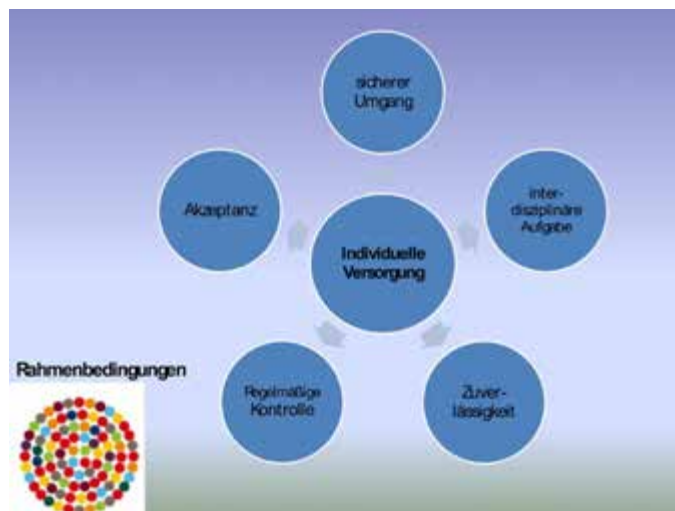 sicherer
Umgang
Akzeptanz
inter-
disziplinäre
Aufgabe
Individuelle
Versorgung
Rahmenbedingungen
Regelmäßige
Kontrolle
Zuver-
lässigkeit